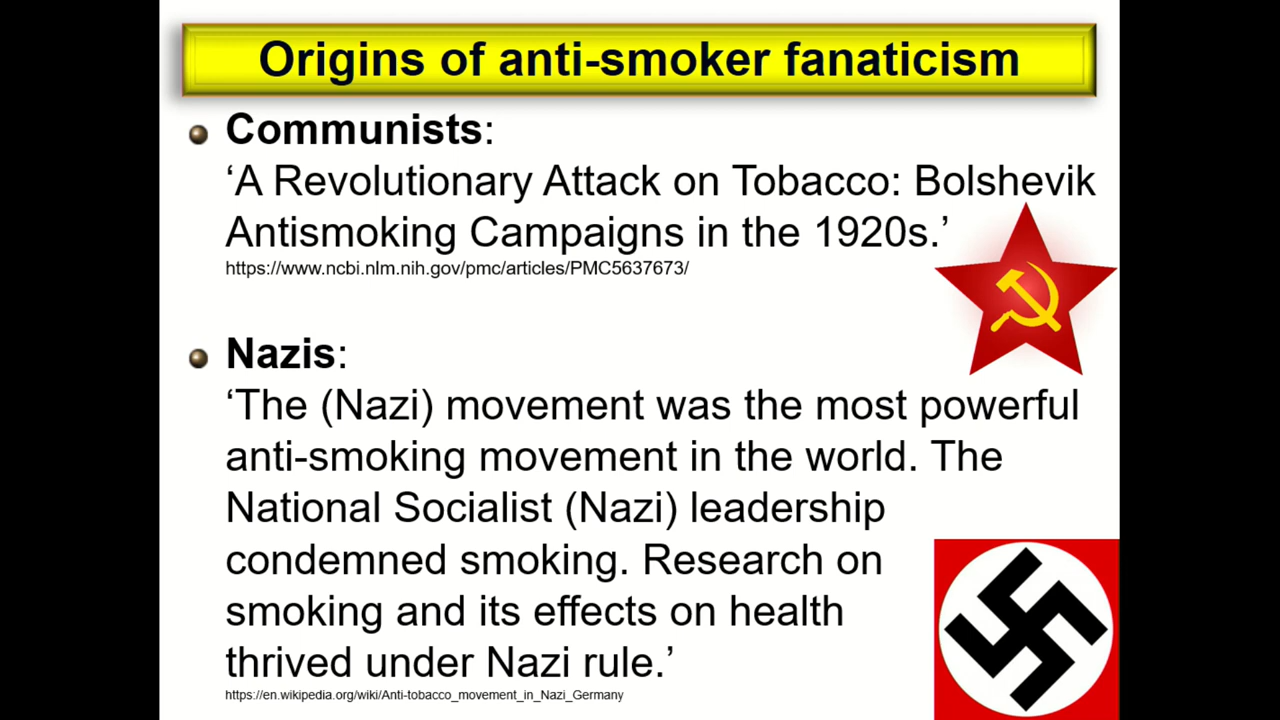 Origins of anti-smoker fanaticism
Communists:
‘A Revolutionary Attack on Tobacco: Bolshevik
Antismoking Campaigns in the 1920s.’
https://www.ncbi.nlm.nih.gov/pmc/articles/PMC5637673/
Nazis:
‘The (Nazi) movement was the most powerful
anti-smoking movement in the world. The
National Socialist (Nazi) leadership
condemned smoking. Research on
smoking and its effects on health
thrived under Nazi rule.’
https://en.wikipedia.org/wiki/Anti-tobacco_movement_in_Nazi_Germany